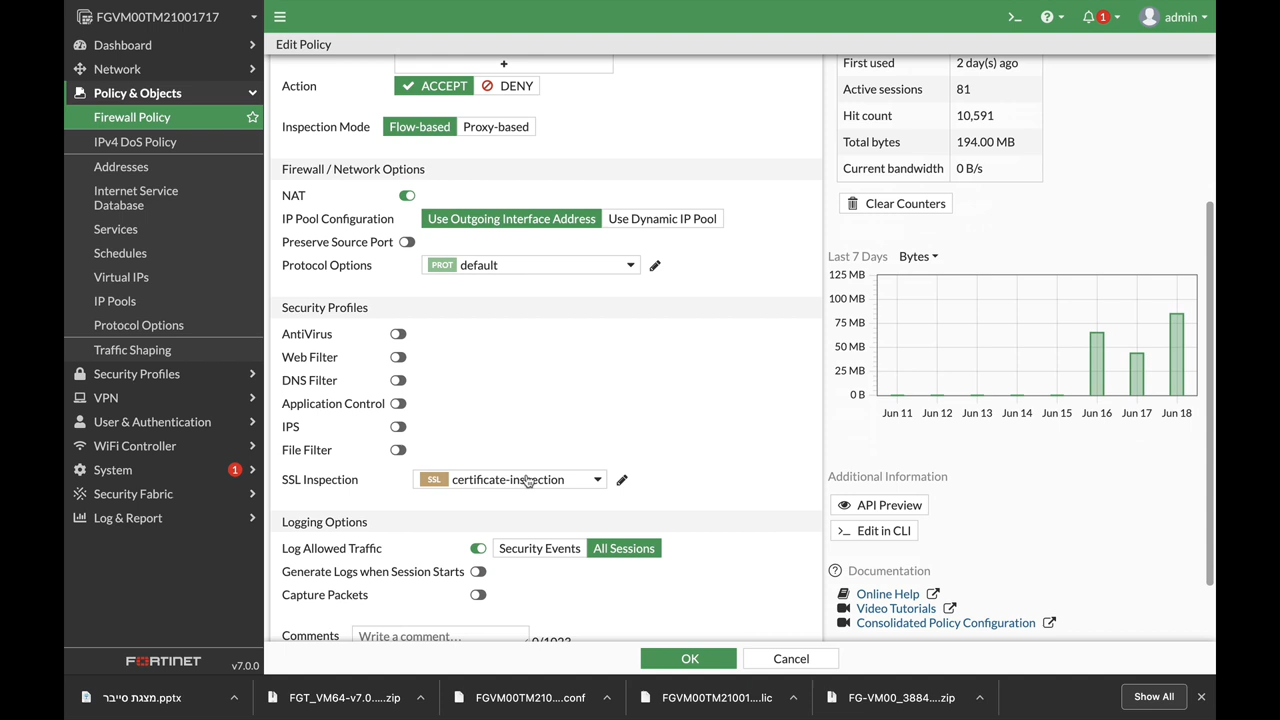 FGVM00TM21001717
Dashboard
Network
Policy & Objects
Firewall Policy
IPv4 DoS Policy
Addresses
Internet Service
Database
Services
Schedules
Virtual IPs
IP Pools
Protocol Options
Traffic Shaping
Security Profiles
VPN
User & Authentication
WiFi Controller
System 1
Security Fabric
Log & Report
FORTINET v7.0.0
>_ ? 1 admin
Edit Policy
+
Action ACCEPT DENY
Inspection Mode Flow-based Proxy-based
Firewall / Network Options
NAT
IP Pool Configuration Use Outgoing Interface Address Use Dynamic IP Pool
Preserve Source Port
Protocol Options PROT default
Security Profiles
AntiVirus
Web Filter
DNS Filter
Application Control
IPS
File Filter
SSL Inspection SSL certificate-inspection
Logging Options
Log Allowed Traffic Security Events All Sessions
Generate Logs when Session Starts
Capture Packets
Comments Write a comment... 0/1023
OK Cancel
First used 2 day(s) ago
Active sessions 81
Hit count 10,591
Total bytes 194.00 MB
Current bandwidth 0 B/s
Clear Counters
Last 7 Days Bytes
125 MB
100 MB
75 MB
50 MB
25 MB
0 B
Jun 11 Jun 12 Jun 13 Jun 14 Jun 15 Jun 16 Jun 17 Jun 18
Additional Information
API Preview
>_ Edit in CLI
? Documentation
Online Help
Video Tutorials
Consolidated Policy Configuration
מצגת סייבר.pptx FGT_VM64-v7.0.....zip FGVM00TM210....conf FGVM00TM21001....lic FG-VM00_3884....zip Show All